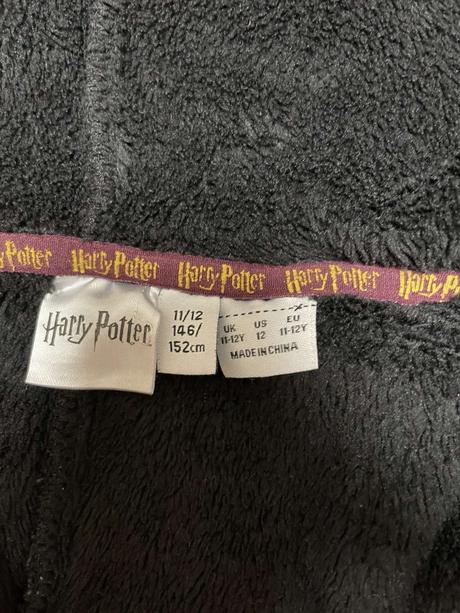 Harry Potter Harry Potter Harry Potter Harry Potter Harry P
Harry Potter
11/12
146/
152cm
UK US EU
11-12Y 12 11-12Y
MADE IN CHINA